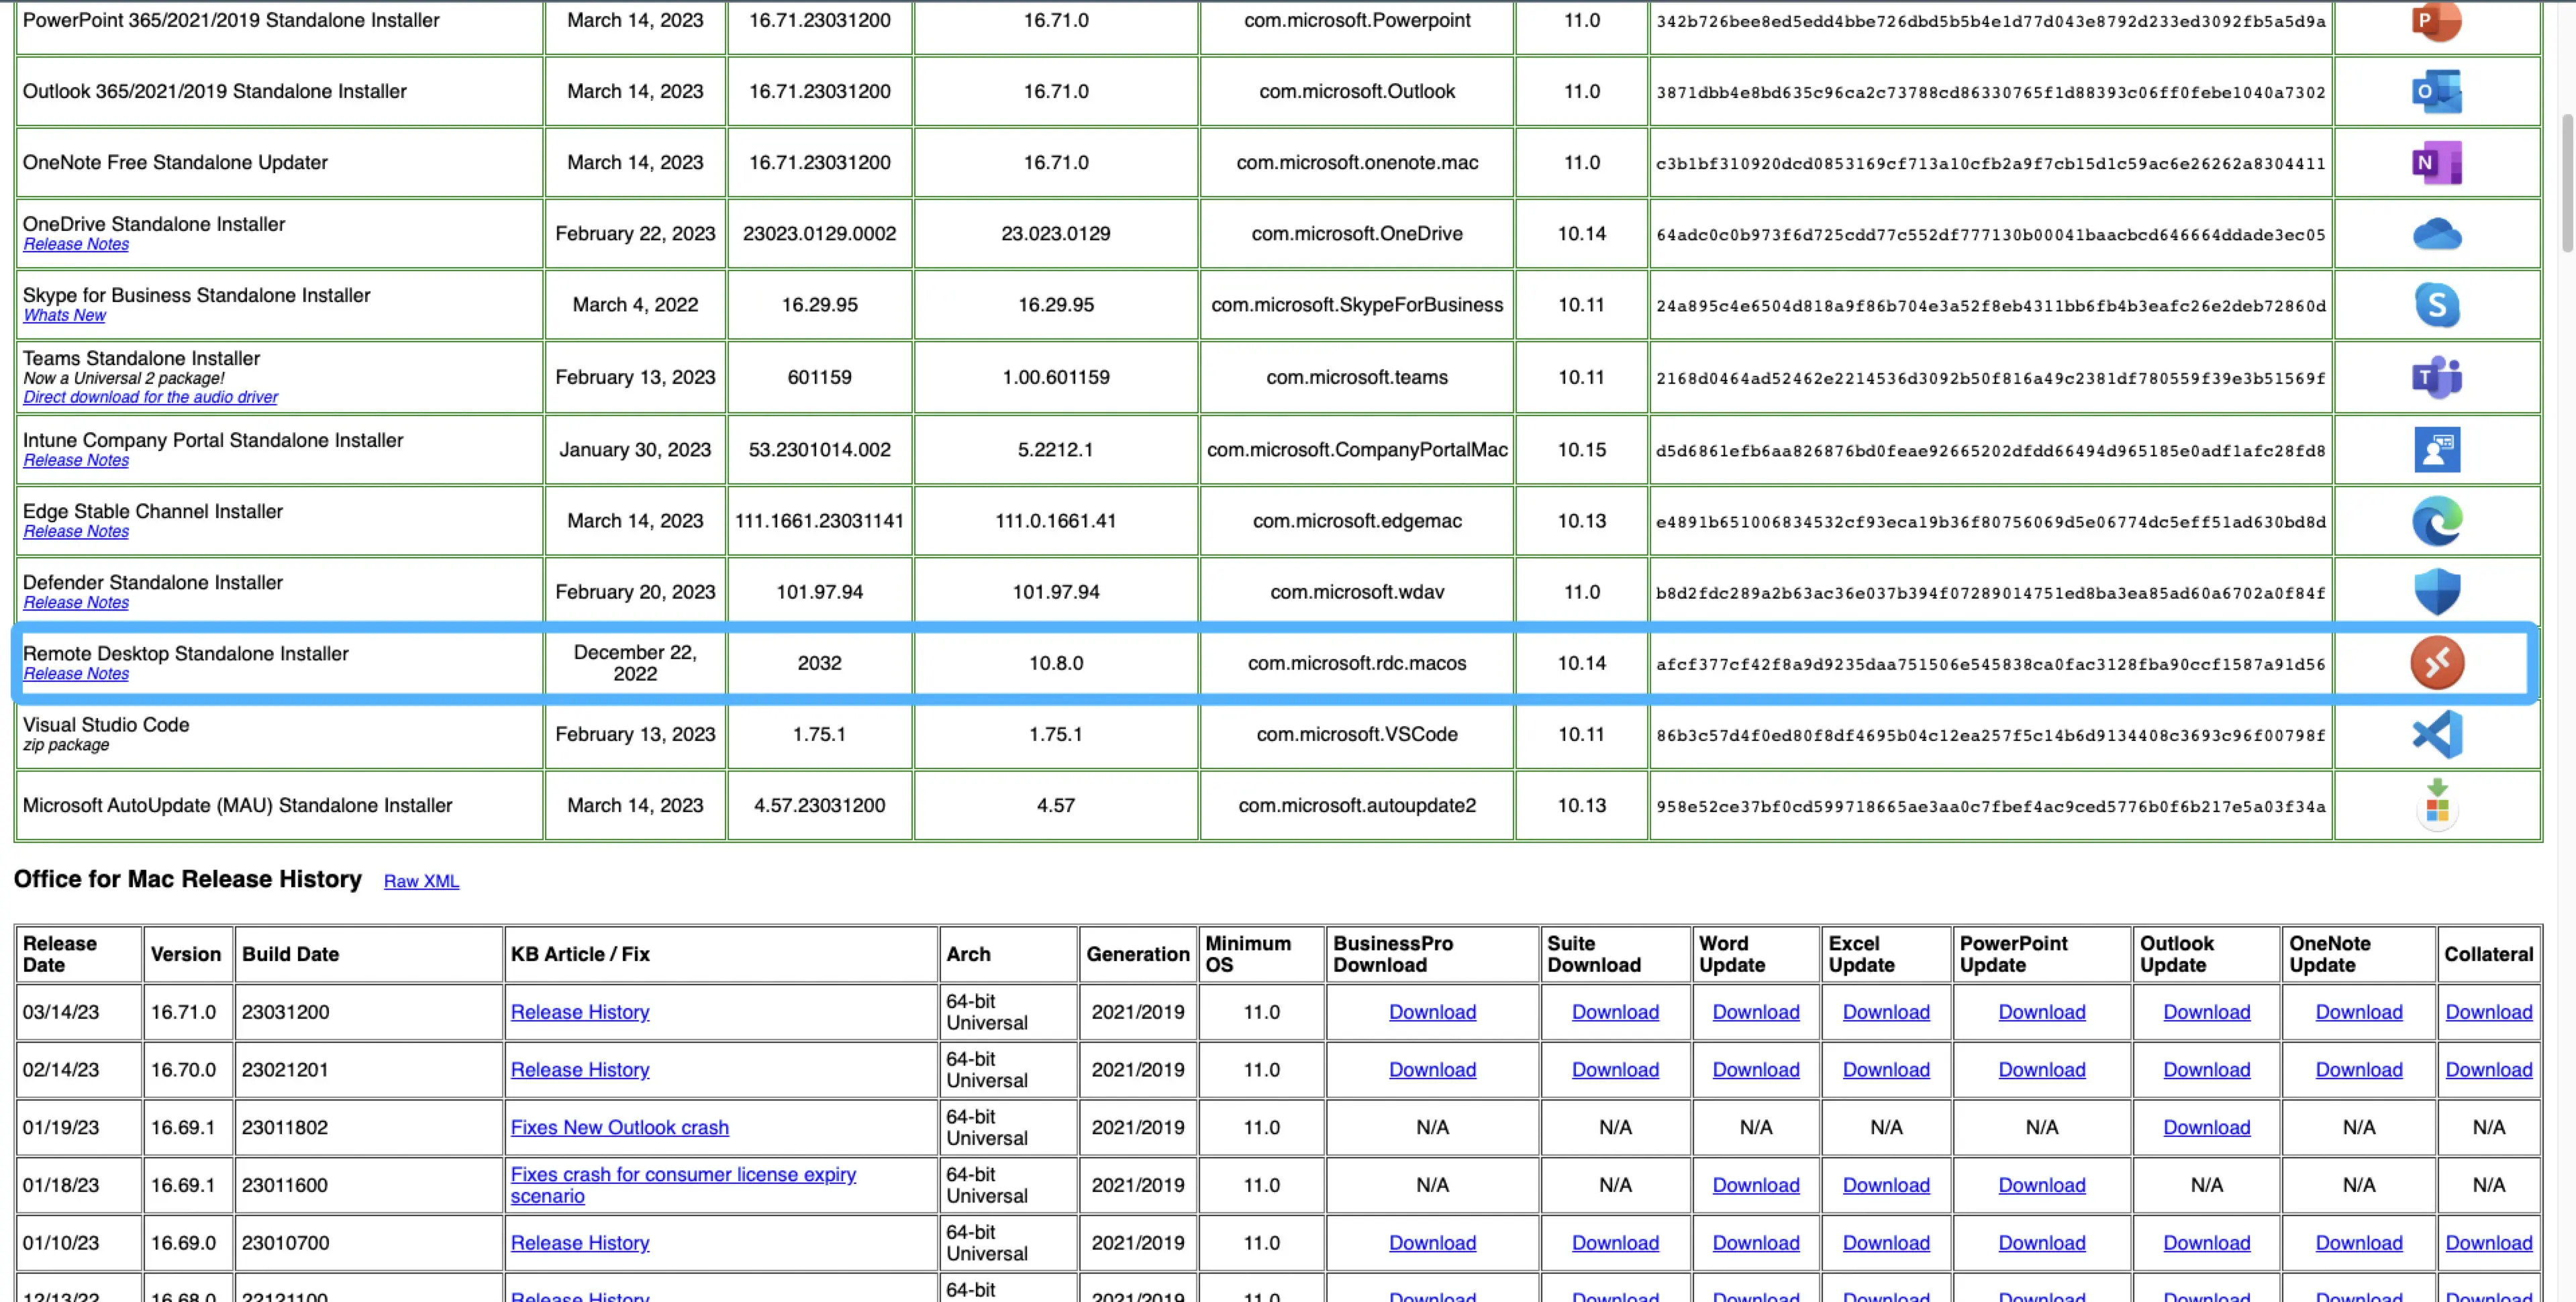 PowerPoint 365/2021/2019 Standalone Installer March 14, 2023 16.71.23031200 16.71.0 com.microsoft.Powerpoint 11.0 342b726bee8ed5edd4bbe726dbd5b5b4e1d77d043e8792d233ed3092fb5a5d9a
Outlook 365/2021/2019 Standalone Installer March 14, 2023 16.71.23031200 16.71.0 com.microsoft.Outlook 11.0 3871dbb4e8bd635c96ca2c73788cd86330765f1d88393c06ff0febe1040a7302
OneNote Free Standalone Updater March 14, 2023 16.71.23031200 16.71.0 com.microsoft.onenote.mac 11.0 c3b1bf310920dcd0853169cf713a10cfb2a9f7cb15d1c59ac6e26262a8304411
OneDrive Standalone Installer
Release Notes
February 22, 2023 23023.0129.0002 23.023.0129 com.microsoft.OneDrive 10.14 64adc0c0b973f6d725cdd77c552df777130b00041baacbcd646664ddade3ec05
Skype for Business Standalone Installer
Whats New
March 4, 2022 16.29.95 16.29.95 com.microsoft.SkypeForBusiness 10.11 24a895c4e6504d818a9f86b704e3a52f8eb4311bb6fb4b3eafc26e2deb72860d
Teams Standalone Installer
Now a Universal 2 package!
Direct download for the audio driver
February 13, 2023 601159 1.00.601159 com.microsoft.teams 10.11 2168d0464ad52462e2214536d3092b50f816a49c2381df780559f39e3b51569f
Intune Company Portal Standalone Installer
Release Notes
January 30, 2023 53.2301014.002 5.2212.1 com.microsoft.CompanyPortalMac 10.15 d5d6861efb6aa826876bd0feae92665202dfdd66494d965185e0adf1afc28fd8
Edge Stable Channel Installer
Release Notes
March 14, 2023 111.1661.23031141 111.0.1661.41 com.microsoft.edgemac 10.13 e4891b651006834532cf93eca19b36f80756069d5e06774dc5eff51ad630bd8d
Defender Standalone Installer
Release Notes
February 20, 2023 101.97.94 101.97.94 com.microsoft.wdav 11.0 b8d2fdc289a2b63ac36e037b394f07289014751ed8ba3ea85ad60a6702a0f84f
Remote Desktop Standalone Installer
Release Notes
December 22,
2022
2032 10.8.0 com.microsoft.rdc.macos 10.14 afcf377cf42f8a9d9235daa751506e545838ca0fac3128fba90ccf1587a91d56
Visual Studio Code
zip package
February 13, 2023 1.75.1 1.75.1 com.microsoft.VSCode 10.11 86b3c57d4f0ed80f8df4695b04c12ea257f5c14b6d9134408c3693c96f00798f
Microsoft AutoUpdate (MAU) Standalone Installer March 14, 2023 4.57.23031200 4.57 com.microsoft.autoupdate2 10.13 958e52ce37bf0cd599718665ae3aa0c7fbef4ac9ced5776b0f6b217e5a03f34a
Office for Mac Release History Raw XML
Release Date Version Build Date KB Article / Fix Arch Generation Minimum OS BusinessPro Download Suite Download Word Update Excel Update PowerPoint Update Outlook Update OneNote Update Collateral
03/14/23 16.71.0 23031200 Release History 64-bit Universal 2021/2019 11.0 Download Download Download Download Download Download Download Download
02/14/23 16.70.0 23021201 Release History 64-bit Universal 2021/2019 11.0 Download Download Download Download Download Download Download Download
01/19/23 16.69.1 23011802 Fixes New Outlook crash 64-bit Universal 2021/2019 11.0 N/A N/A N/A N/A N/A Download N/A N/A
01/18/23 16.69.1 23011600 Fixes crash for consumer license expiry scenario 64-bit Universal 2021/2019 11.0 N/A N/A Download Download Download N/A N/A N/A
01/10/23 16.69.0 23010700 Release History 64-bit Universal 2021/2019 11.0 Download Download Download Download Download Download Download Download
12/13/22 16.68.0 22121100 Release History 64-bit 2021/2019 11.0 Download Download Download Download Download Download Download Download